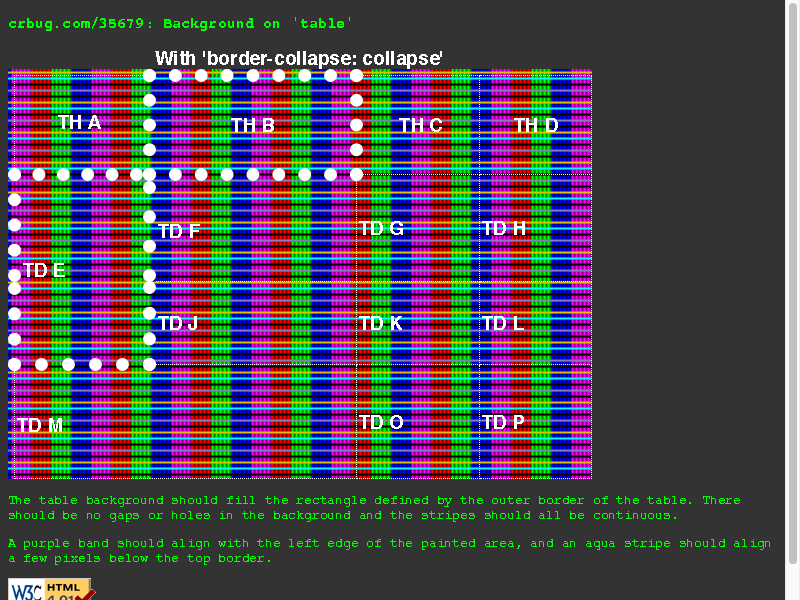 crbug.com/35679: Background on 'table'
With 'border-collapse: collapse'
TH A TH B TH C TH D
TD E TD F TD G TD H
TD J TD K TD L
TD M TD O TD P
The table background should fill the rectangle defined by the outer border of the table. There
should be no gaps or holes in the background and the stripes should all be continuous.
A purple band should align with the left edge of the painted area, and an aqua stripe should align
a few pixels below the top border.
W3C HTML
4.01